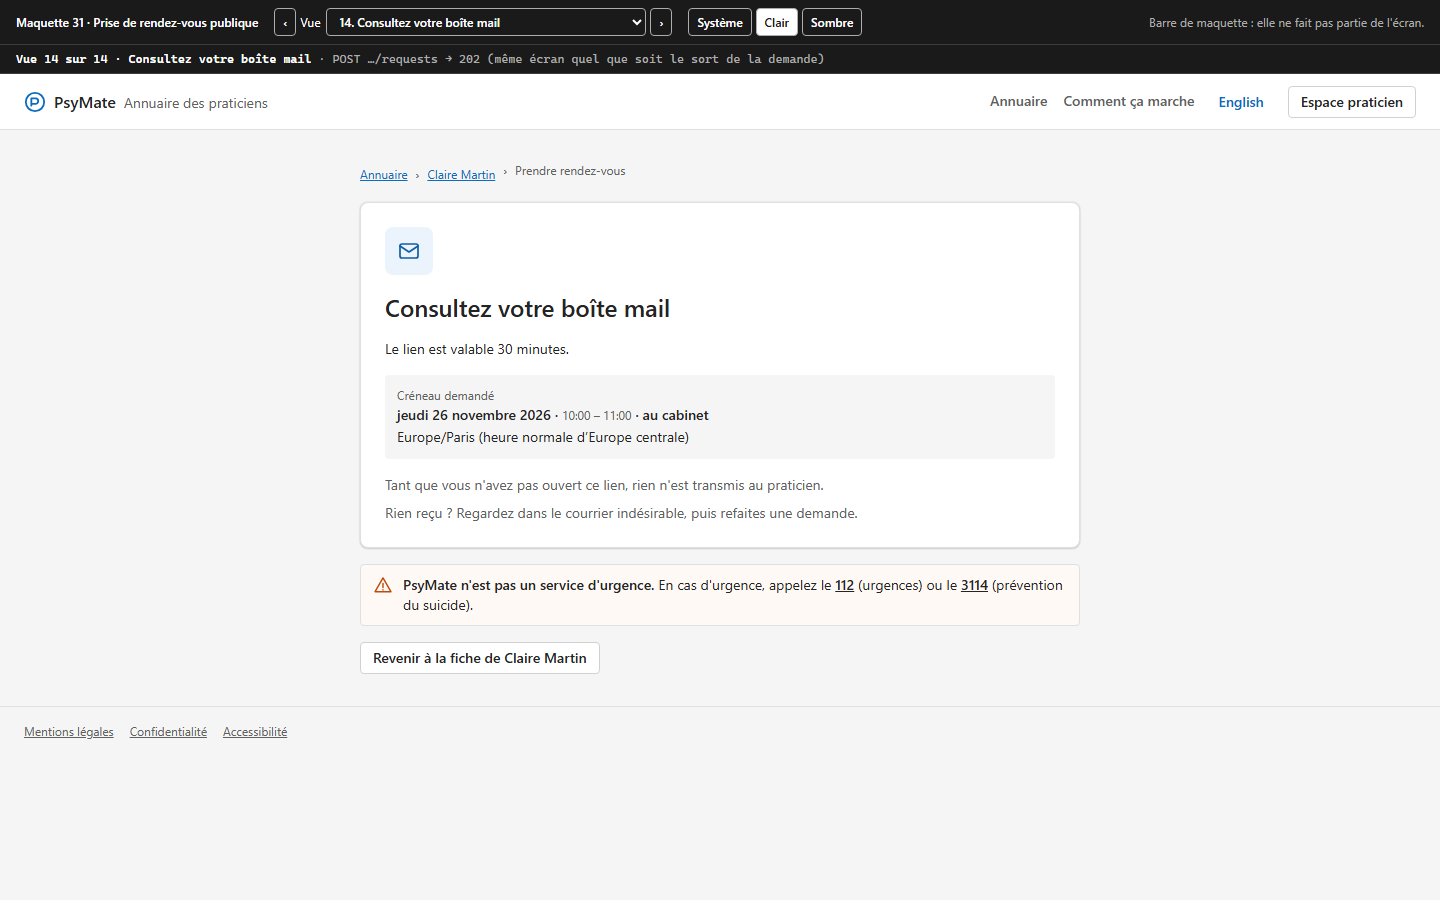 Maquette 31 · Prise de rendez-vous publique ‹ Vue 14. Consultez votre boîte mail › Système Clair Sombre Barre de maquette : elle ne fait pas partie de l'écran.
Vue 14 sur 14 · Consultez votre boîte mail · POST …/requests → 202 (même écran quel que soit le sort de la demande)
PsyMate Annuaire des praticiens Annuaire Comment ça marche English Espace praticien
Annuaire › Claire Martin › Prendre rendez-vous
Consultez votre boîte mail
Le lien est valable 30 minutes.
Créneau demandé
jeudi 26 novembre 2026 · 10:00 – 11:00 · au cabinet
Europe/Paris (heure normale d’Europe centrale)
Tant que vous n'avez pas ouvert ce lien, rien n'est transmis au praticien.
Rien reçu ? Regardez dans le courrier indésirable, puis refaites une demande.
PsyMate n'est pas un service d'urgence. En cas d'urgence, appelez le 112 (urgences) ou le 3114 (prévention
du suicide).
Revenir à la fiche de Claire Martin
Mentions légales Confidentialité Accessibilité